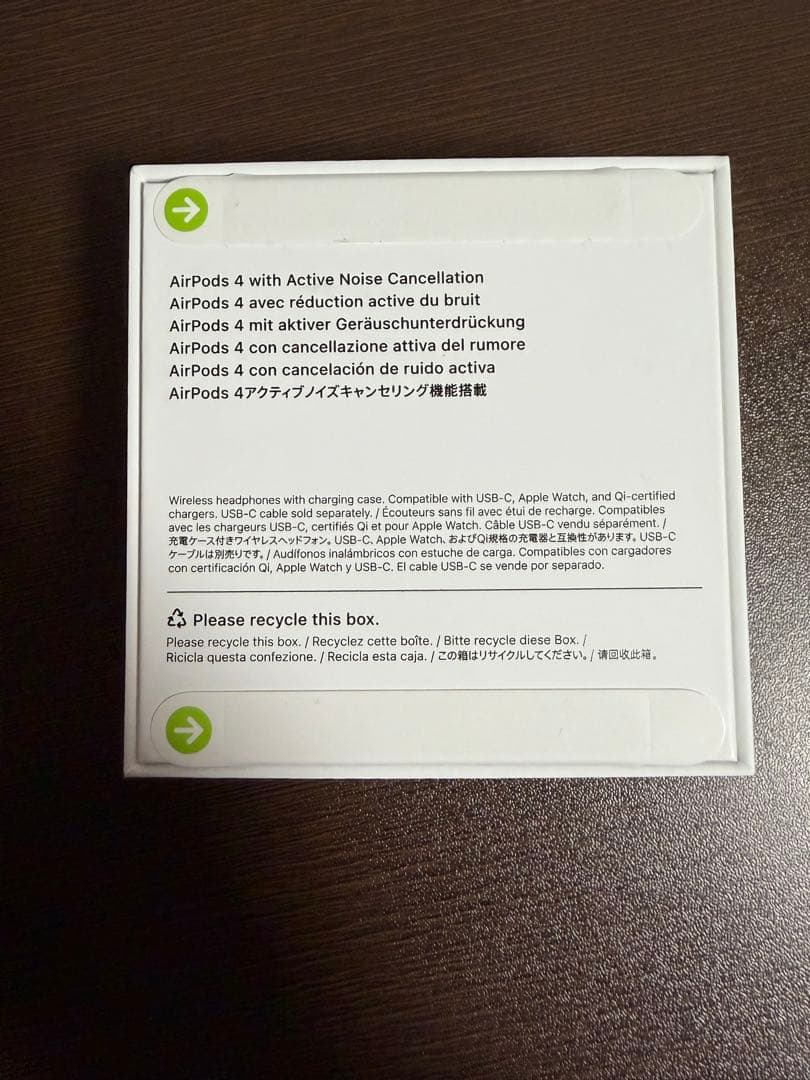 AirPods 4 with Active Noise Cancellation
AirPods 4 avec réduction active du bruit
AirPods 4 mit aktiver Geräuschunterdrückung
AirPods 4 con cancellazione attiva del rumore
AirPods 4 con cancelación de ruido activa
AirPods 4アクティブノイズキャンセリング機能搭載
Wireless headphones with charging case. Compatible with USB-C, Apple Watch, and Qi-certified
chargers. USB-C cable sold separately. / Écouteurs sans fil avec étui de recharge. Compatibles
avec les chargeurs USB-C, certifiés Qi et pour Apple Watch. Câble USB-C vendu séparément. /
充電ケース付きワイヤレスヘッドフォン。USB-C、Apple Watch、およびQi規格の充電器と互換性があります。USB-C
ケーブルは別売りです。/ Audífonos inalámbricos con estuche de carga. Compatibles con cargadores
con certificación Qi, Apple Watch y USB-C. El cable USB-C se vende por separado.
Please recycle this box.
Please recycle this box. / Recyclez cette boîte. / Bitte recycle diese Box. /
Ricicla questa confezione. / Recicla esta caja. / この箱はリサイクルしてください。/ 请回收此箱。